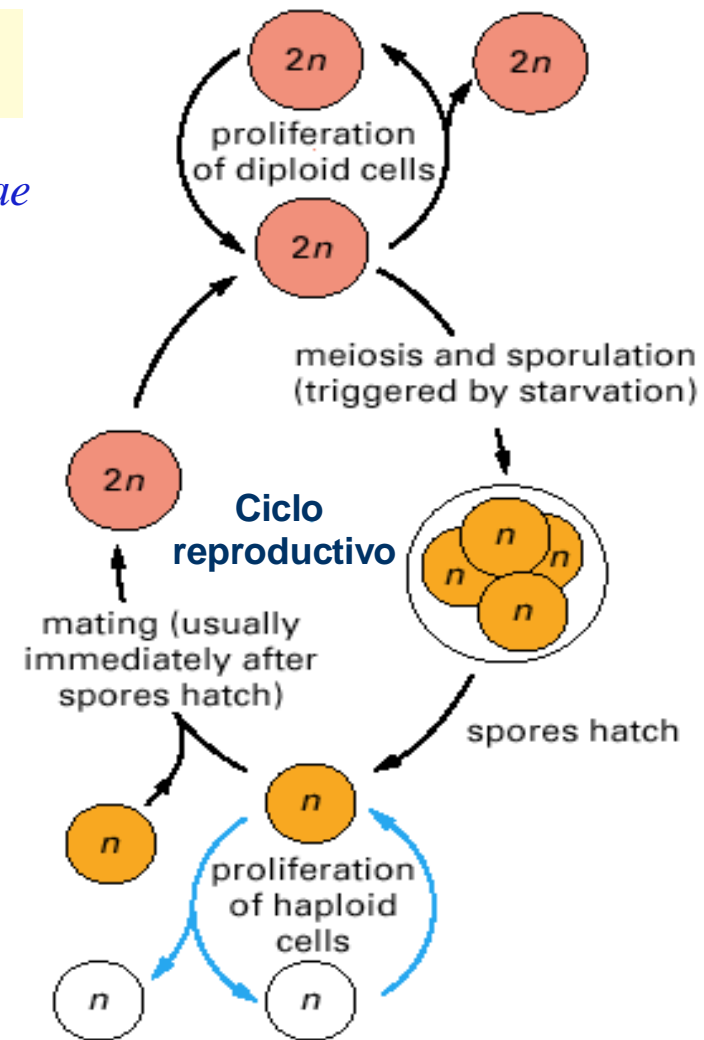 2n
2n
proliferation
of diploid cells
ae
2n
meiosis and sporulation
(triggered by starvation)
2n
Ciclo
reproductivo
n
n
n
n
mating (usually
immediately after
spores hatch)
spores hatch
n
n
proliferation
of haploid
cells
n
n